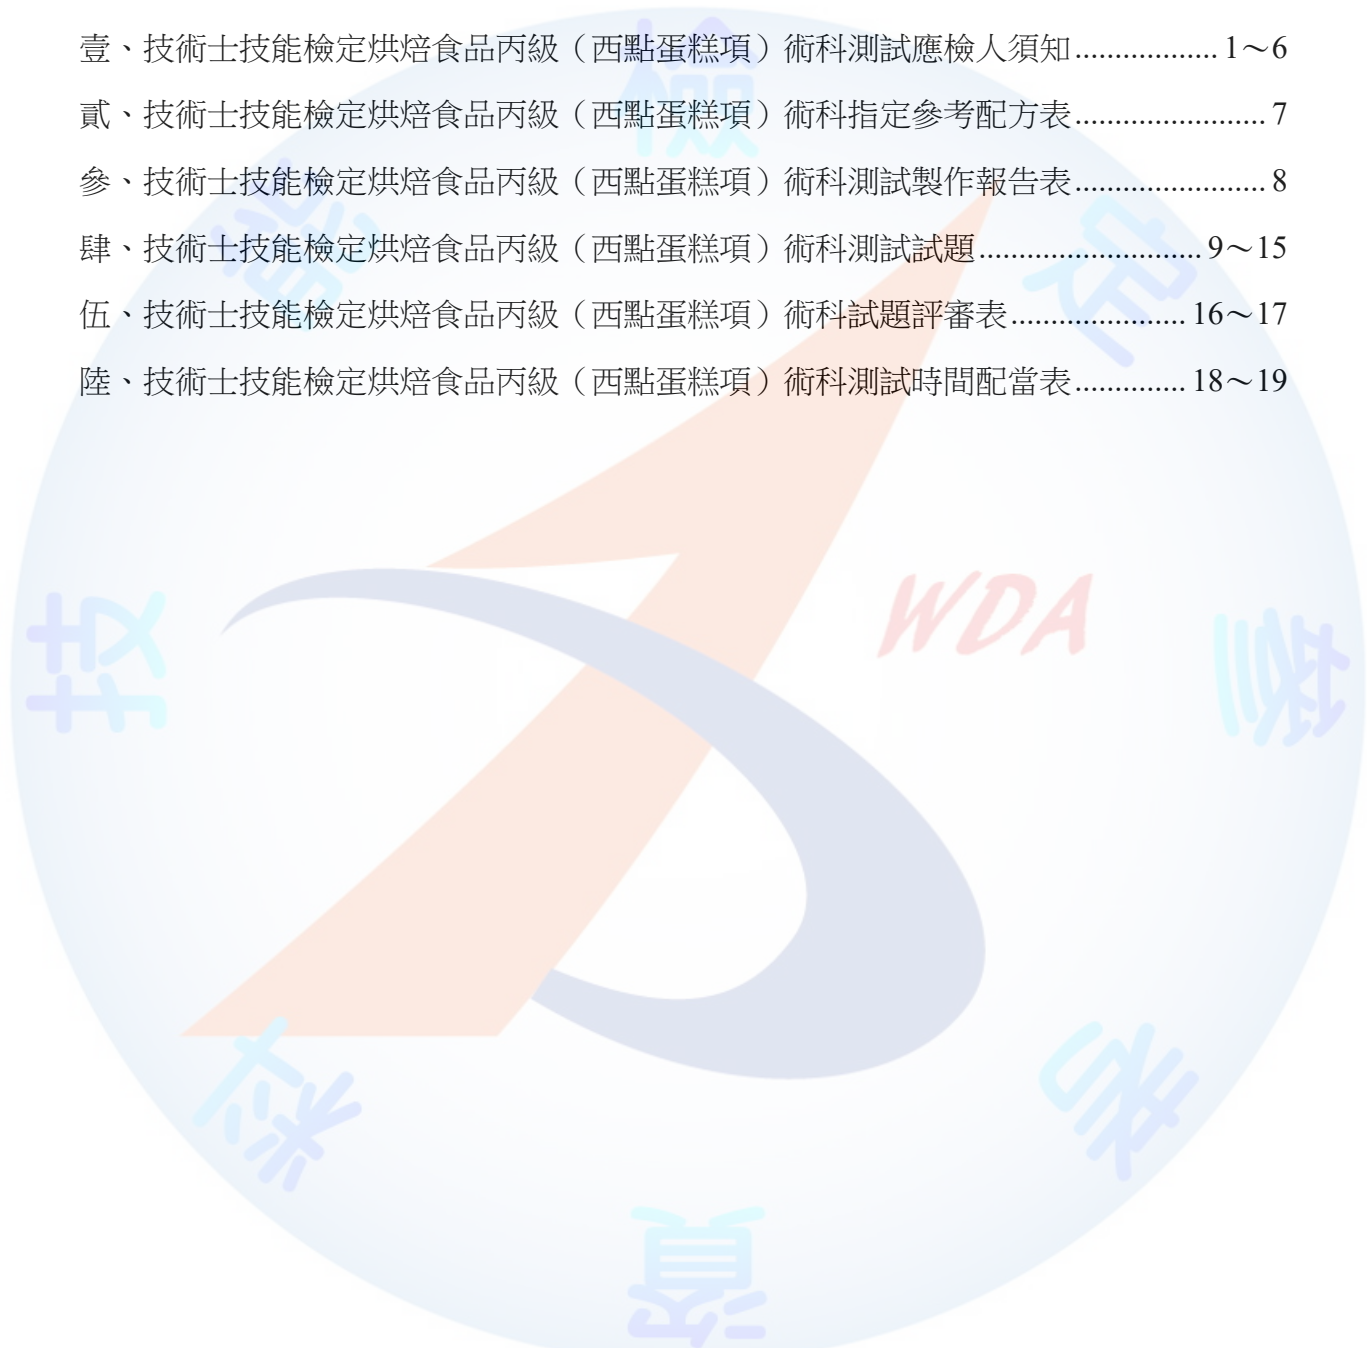 壹、技術士技能檢定烘焙食品丙級（西點蛋糕項）術科測試應檢人須知.................. 1～6
貳、技術士技能檢定烘焙食品丙級（西點蛋糕項）術科指定參考配方表........................ 7
參、技術士技能檢定烘焙食品丙級（西點蛋糕項）術科測試製作報告表........................ 8
肆、技術士技能檢定烘焙食品丙級（西點蛋糕項）術科測試試題............................ 9～15
伍、技術士技能檢定烘焙食品丙級（西點蛋糕項）術科試題評審表...................... 16～17
陸、技術士技能檢定烘焙食品丙級（西點蛋糕項）術科測試時間配當表.............. 18～19
技能檢定
WDA
參考資料